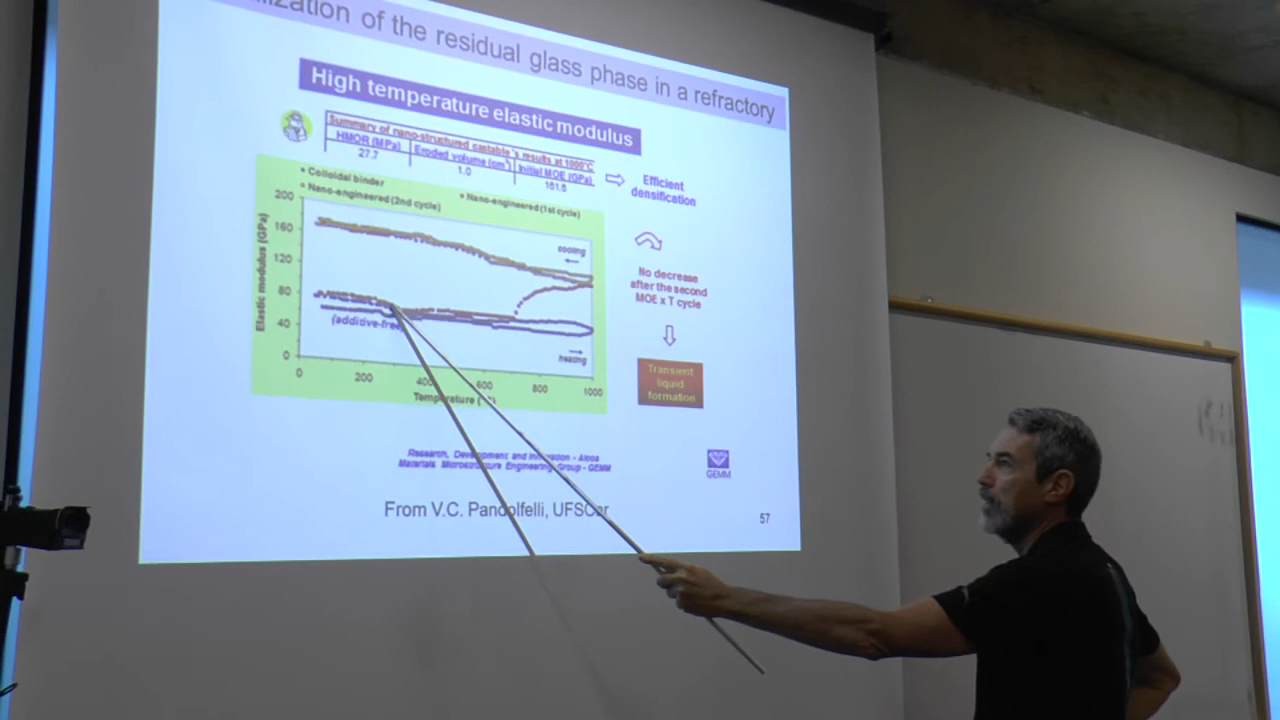 lization of the residual glass phase in a refractory
High temperature elastic modulus
Summary of nano-structured castable's results at 1000°C
HMOR (MPa) Eroded volume (cm³) Initial MOE (GPa)
27.7 1.0 161.6
Efficient
densification
• Colloidal binder
• Nano-engineered (2nd cycle) • Nano-engineered (1st cycle)
Elastic modulus (GPa)
200
160
120
80
40
0
cooling
(additive-free
heating
0 200 400 600 800 1000
Temperature (°C)
No decrease
after the second
MOE x T cycle
Transient
liquid
formation
Research, Development and Innovation - Alcoa
Materials Microstructure Engineering Group - GEMM
GEMM
From V.C. Pandolfelli, UFSCar
57